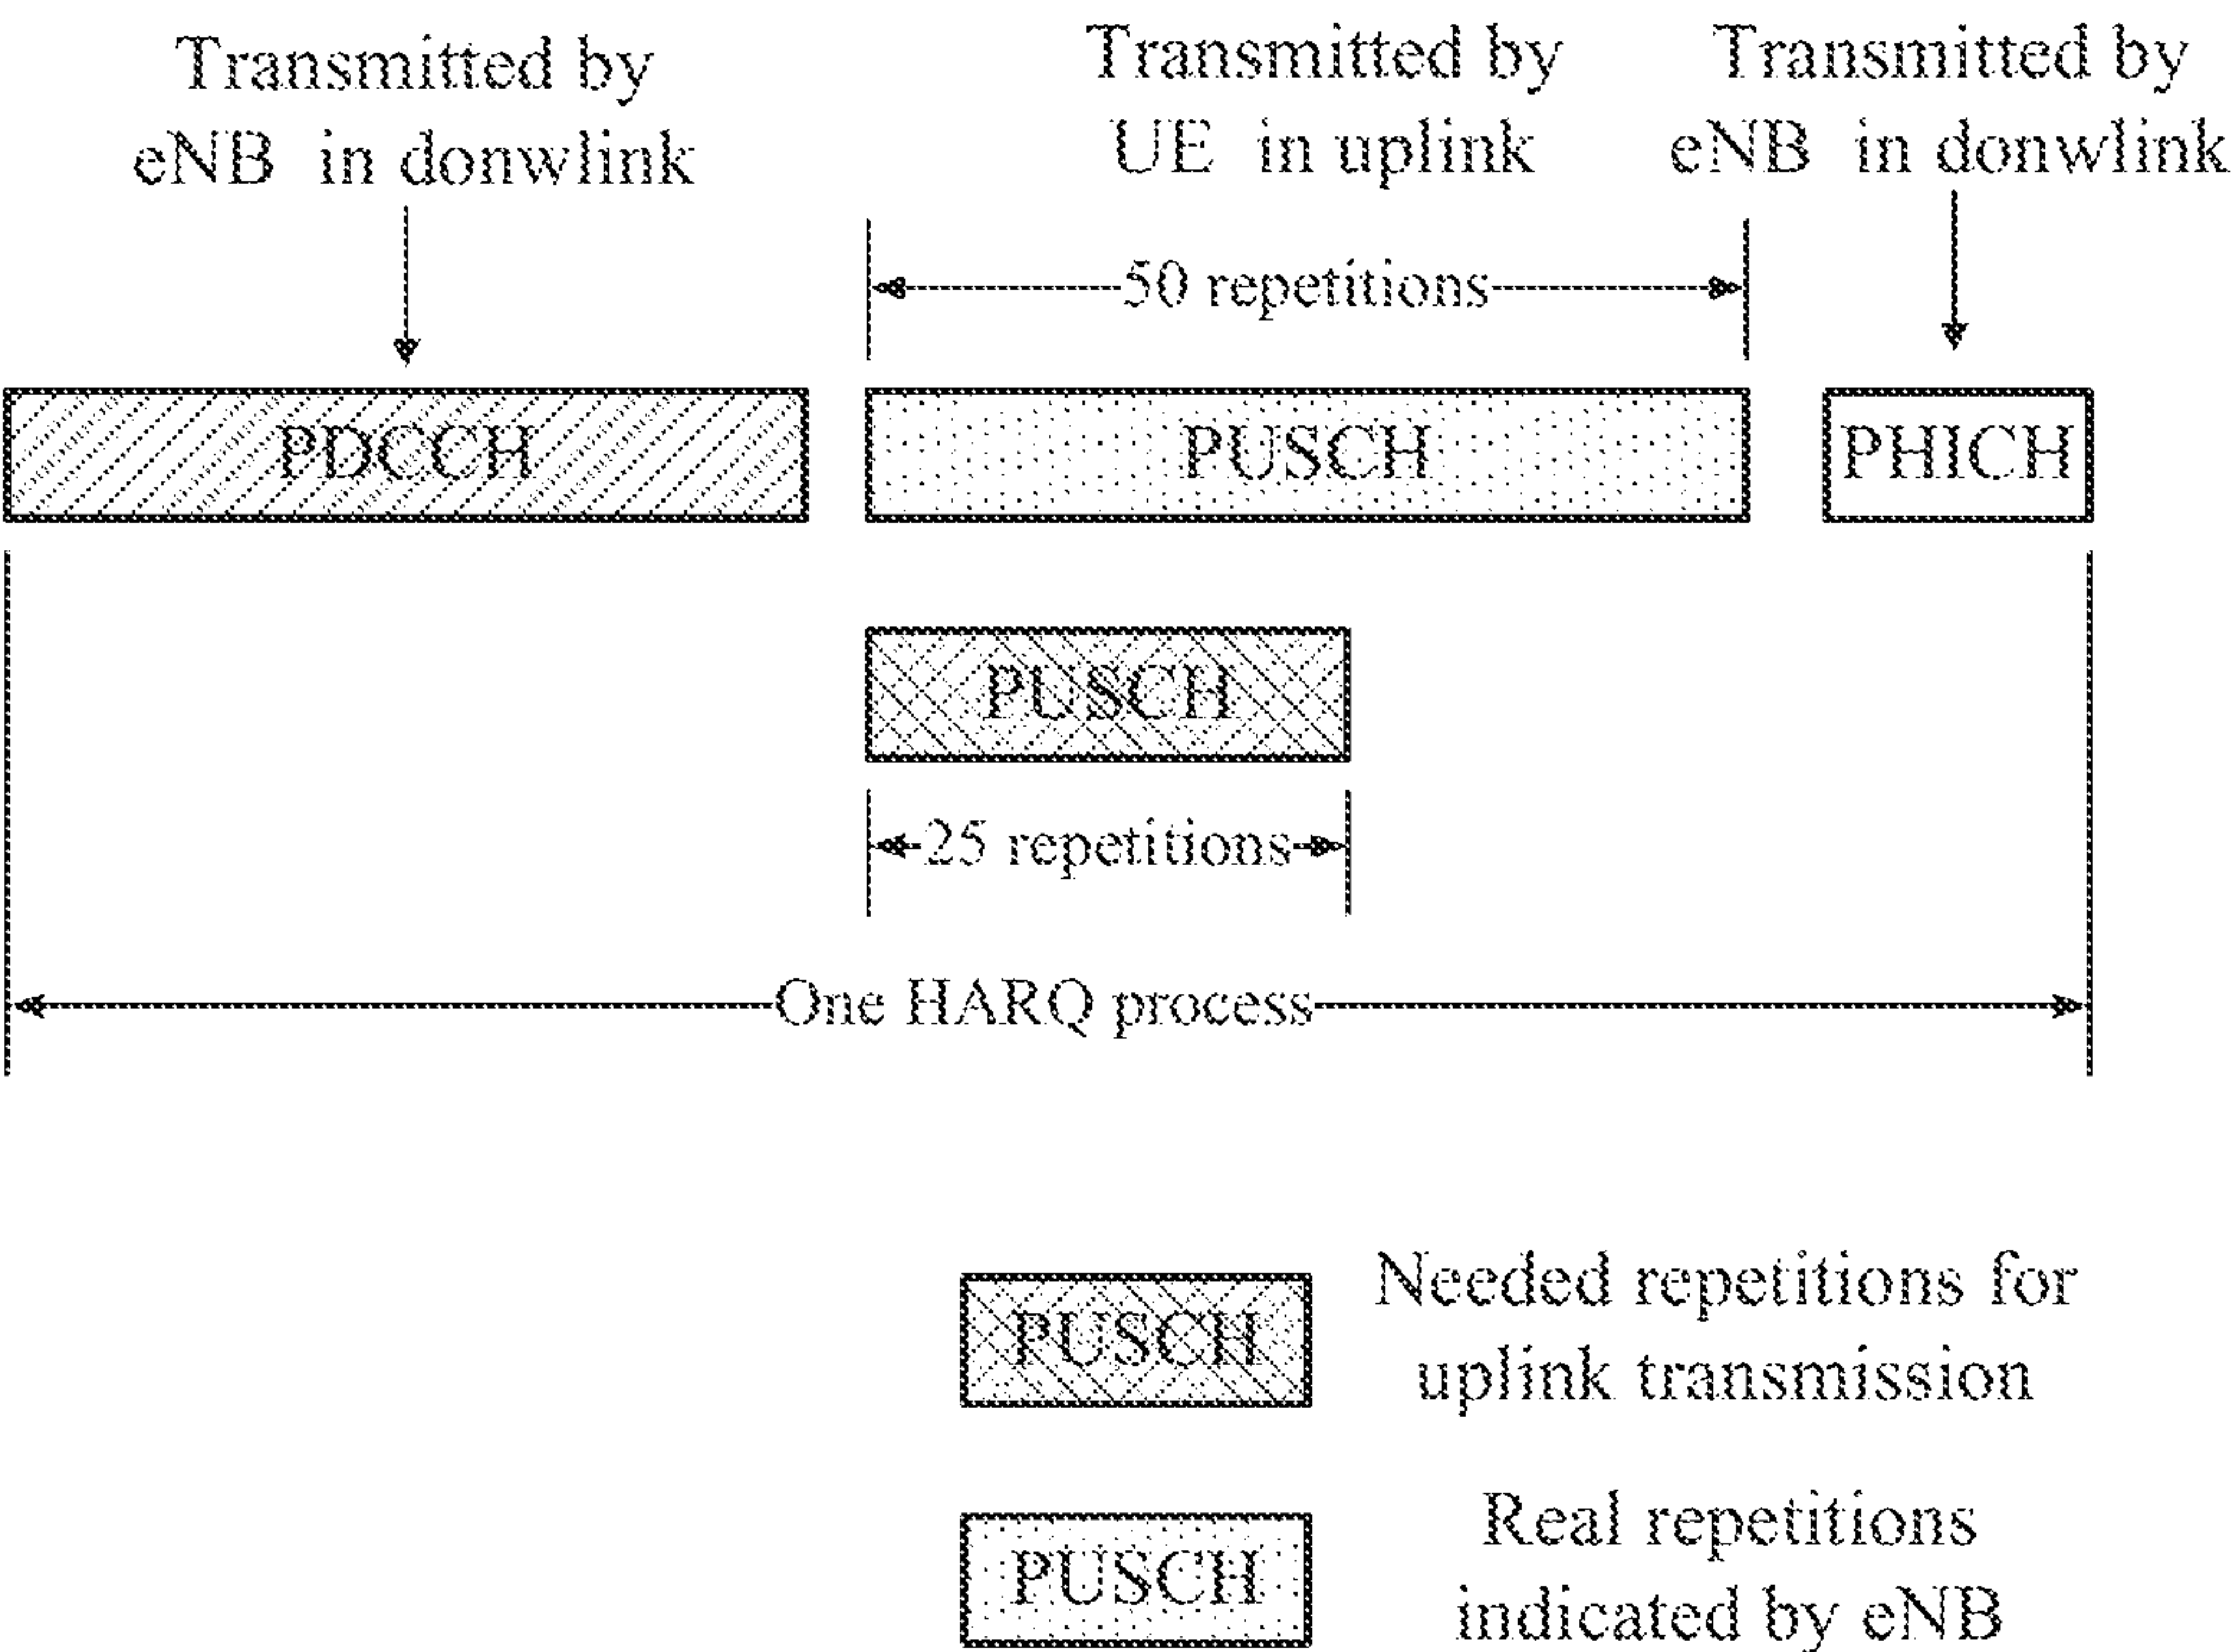 Transmitted by
eNB in donwlink
Transmitted by
UE in uplink
Transmitted by
eNB in donwlink
50 repetitions
PDCCH
PUSCH
PHICH
PUSCH
25 repetitions
One HARQ process
PUSCH
Needed repetitions for
uplink transmission
PUSCH
Real repetitions
indicated by eNB